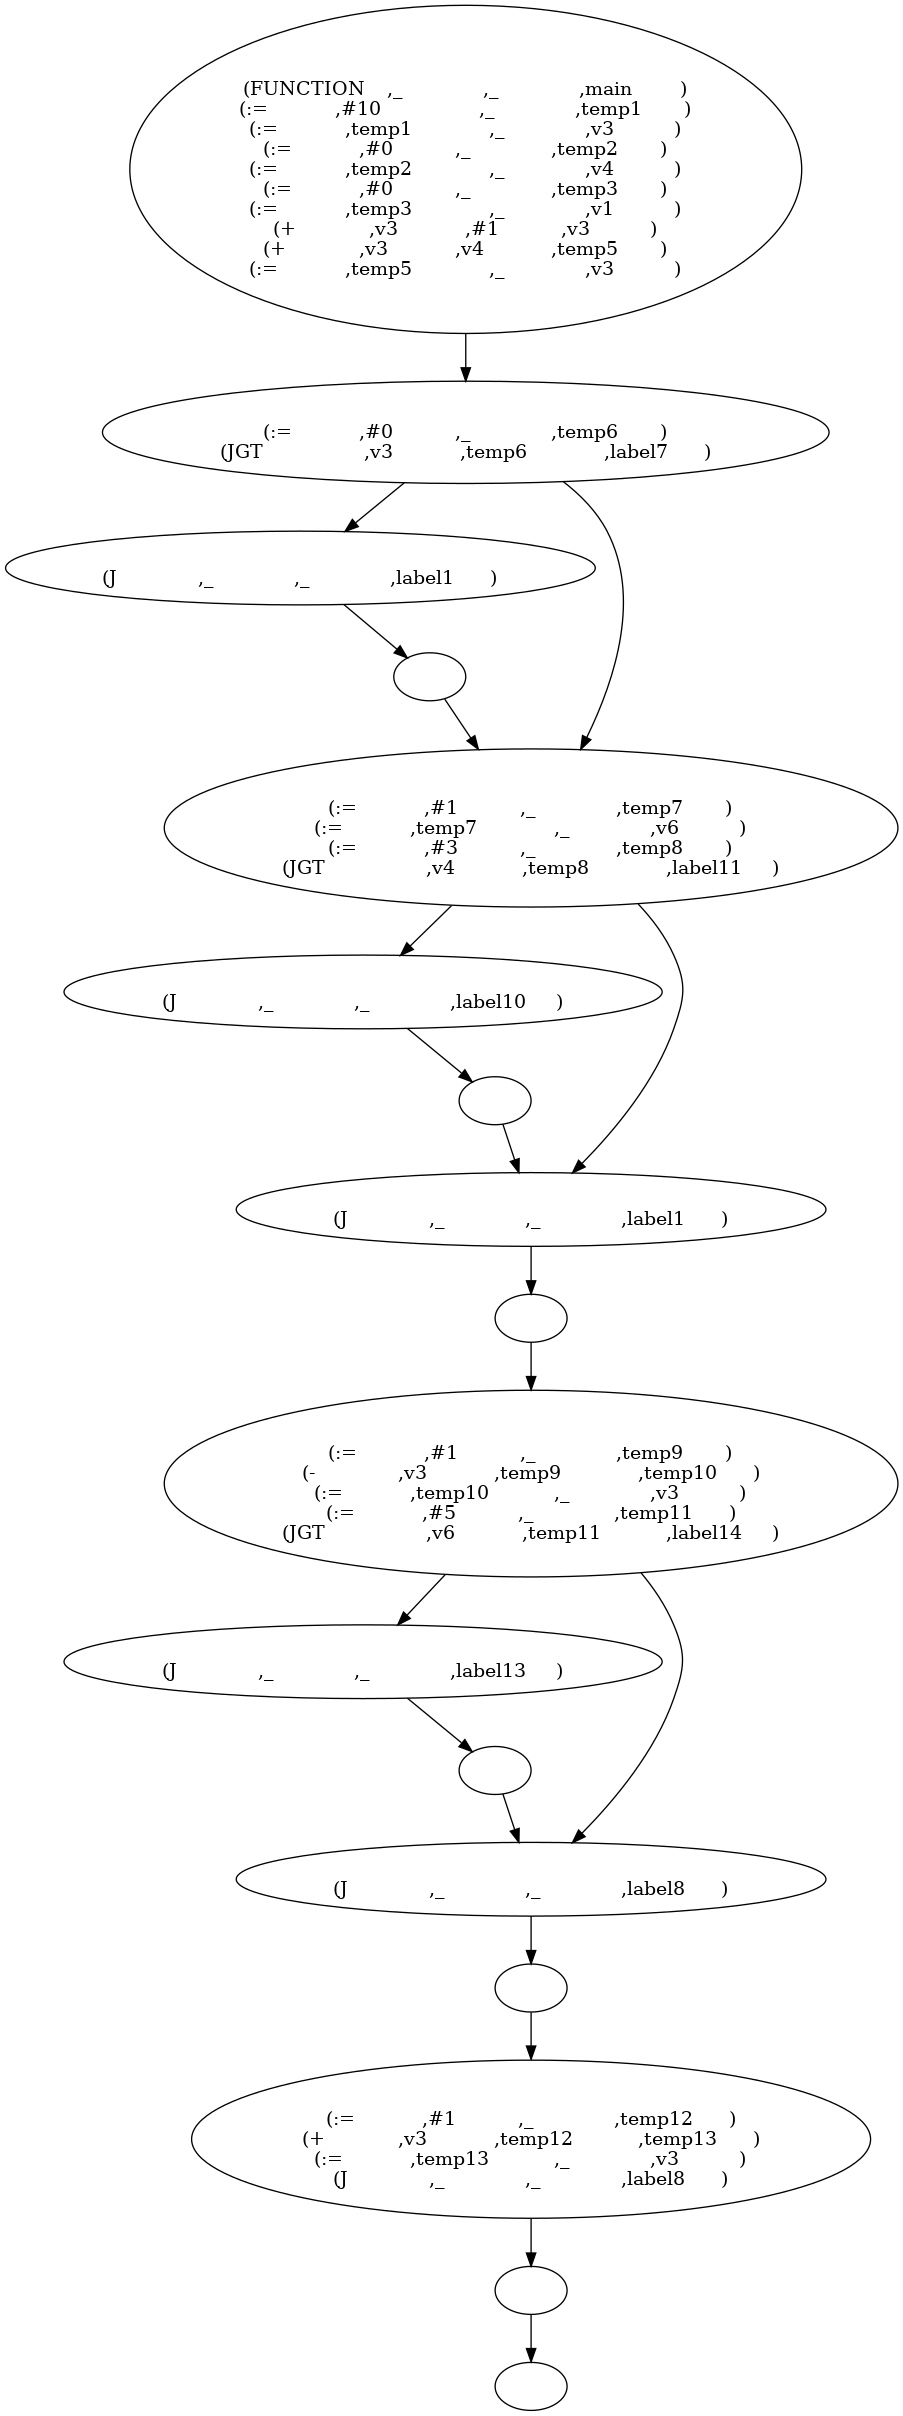 (FUNCTION ,_ ,_ ,main )
(:= ,#10 ,_ ,temp1 )
(:= ,temp1 ,_ ,v3 )
(:= ,#0 ,_ ,temp2 )
(:= ,temp2 ,_ ,v4 )
(:= ,#0 ,_ ,temp3 )
(:= ,temp3 ,_ ,v1 )
(+ ,v3 ,#1 ,v3 )
(+ ,v3 ,v4 ,temp5 )
(:= ,temp5 ,_ ,v3 )
(:= ,#0 ,_ ,temp6 )
(JGT ,v3 ,temp6 ,label7 )
(J ,_ ,_ ,label1 )
(:= ,#1 ,_ ,temp7 )
(:= ,temp7 ,_ ,v6 )
(:= ,#3 ,_ ,temp8 )
(JGT ,v4 ,temp8 ,label11 )
(J ,_ ,_ ,label10 )
(J ,_ ,_ ,label1 )
(:= ,#1 ,_ ,temp9 )
(- ,v3 ,temp9 ,temp10 )
(:= ,temp10 ,_ ,v3 )
(:= ,#5 ,_ ,temp11 )
(JGT ,v6 ,temp11 ,label14 )
(J ,_ ,_ ,label13 )
(J ,_ ,_ ,label8 )
(:= ,#1 ,_ ,temp12 )
(+ ,v3 ,temp12 ,temp13 )
(:= ,temp13 ,_ ,v3 )
(J ,_ ,_ ,label8 )